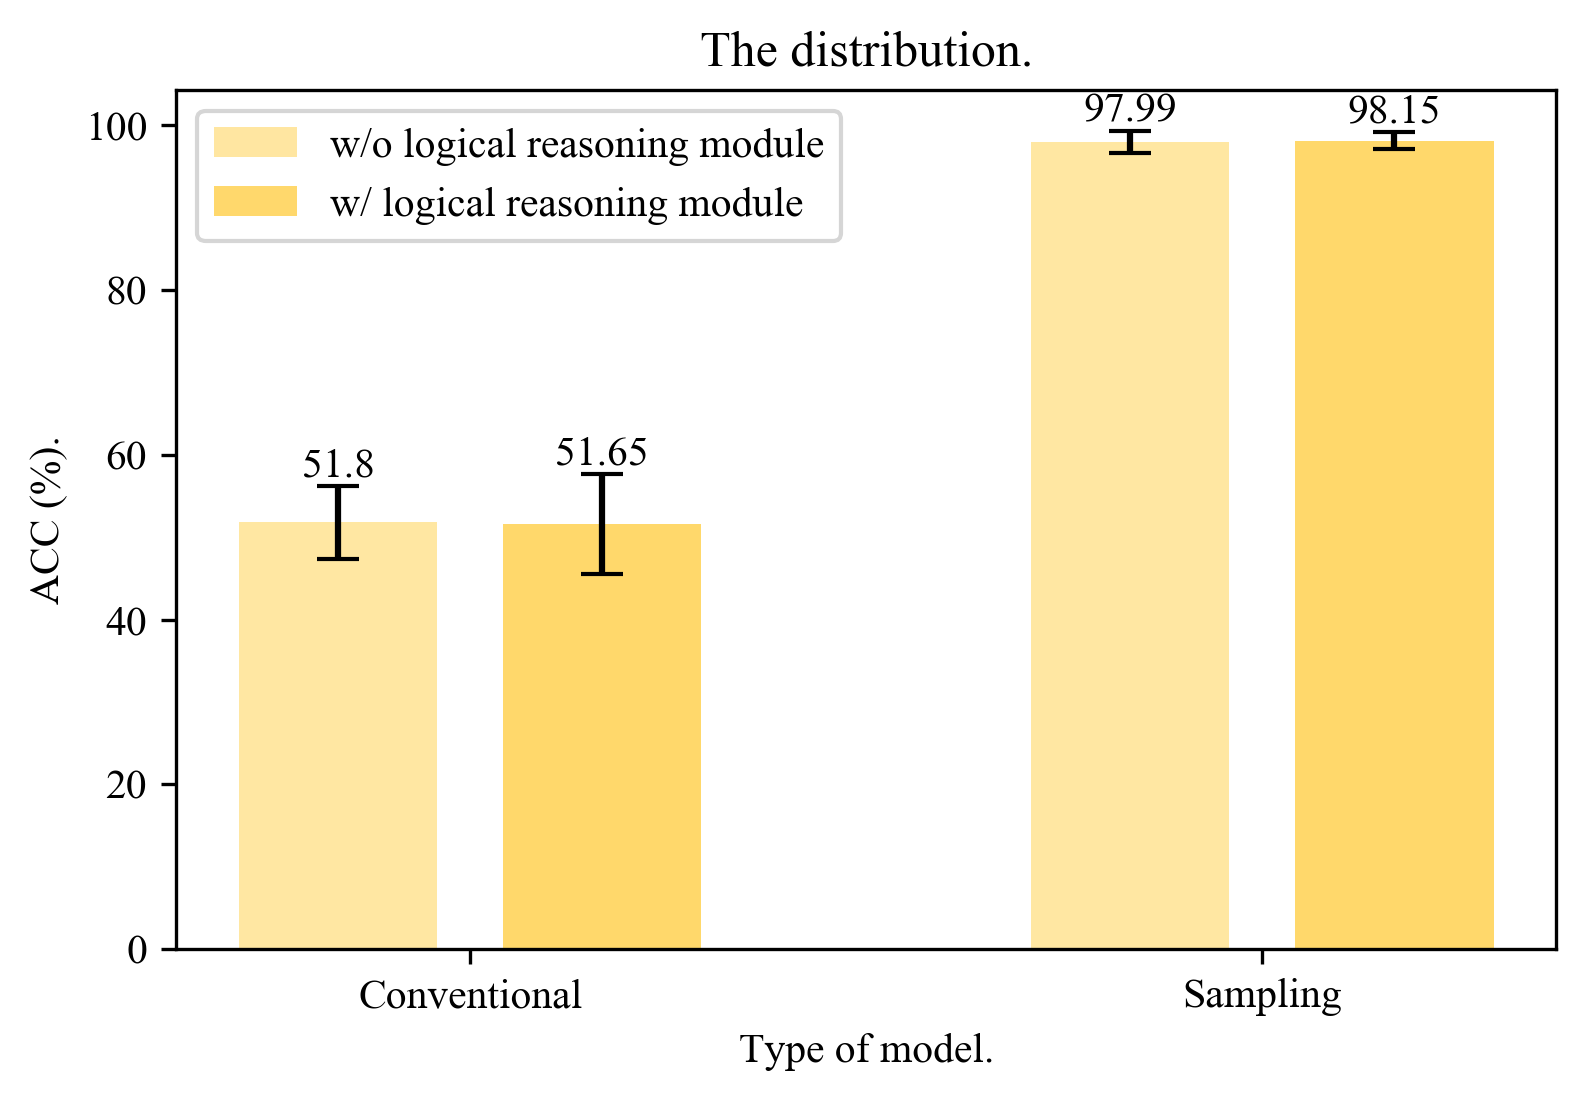 The distribution.
w/o logical reasoning module
w/ logical reasoning module
97.99
98.15
51.8
51.65
100
80
60
40
20
0
ACC (%).
Conventional
Sampling
Type of model.